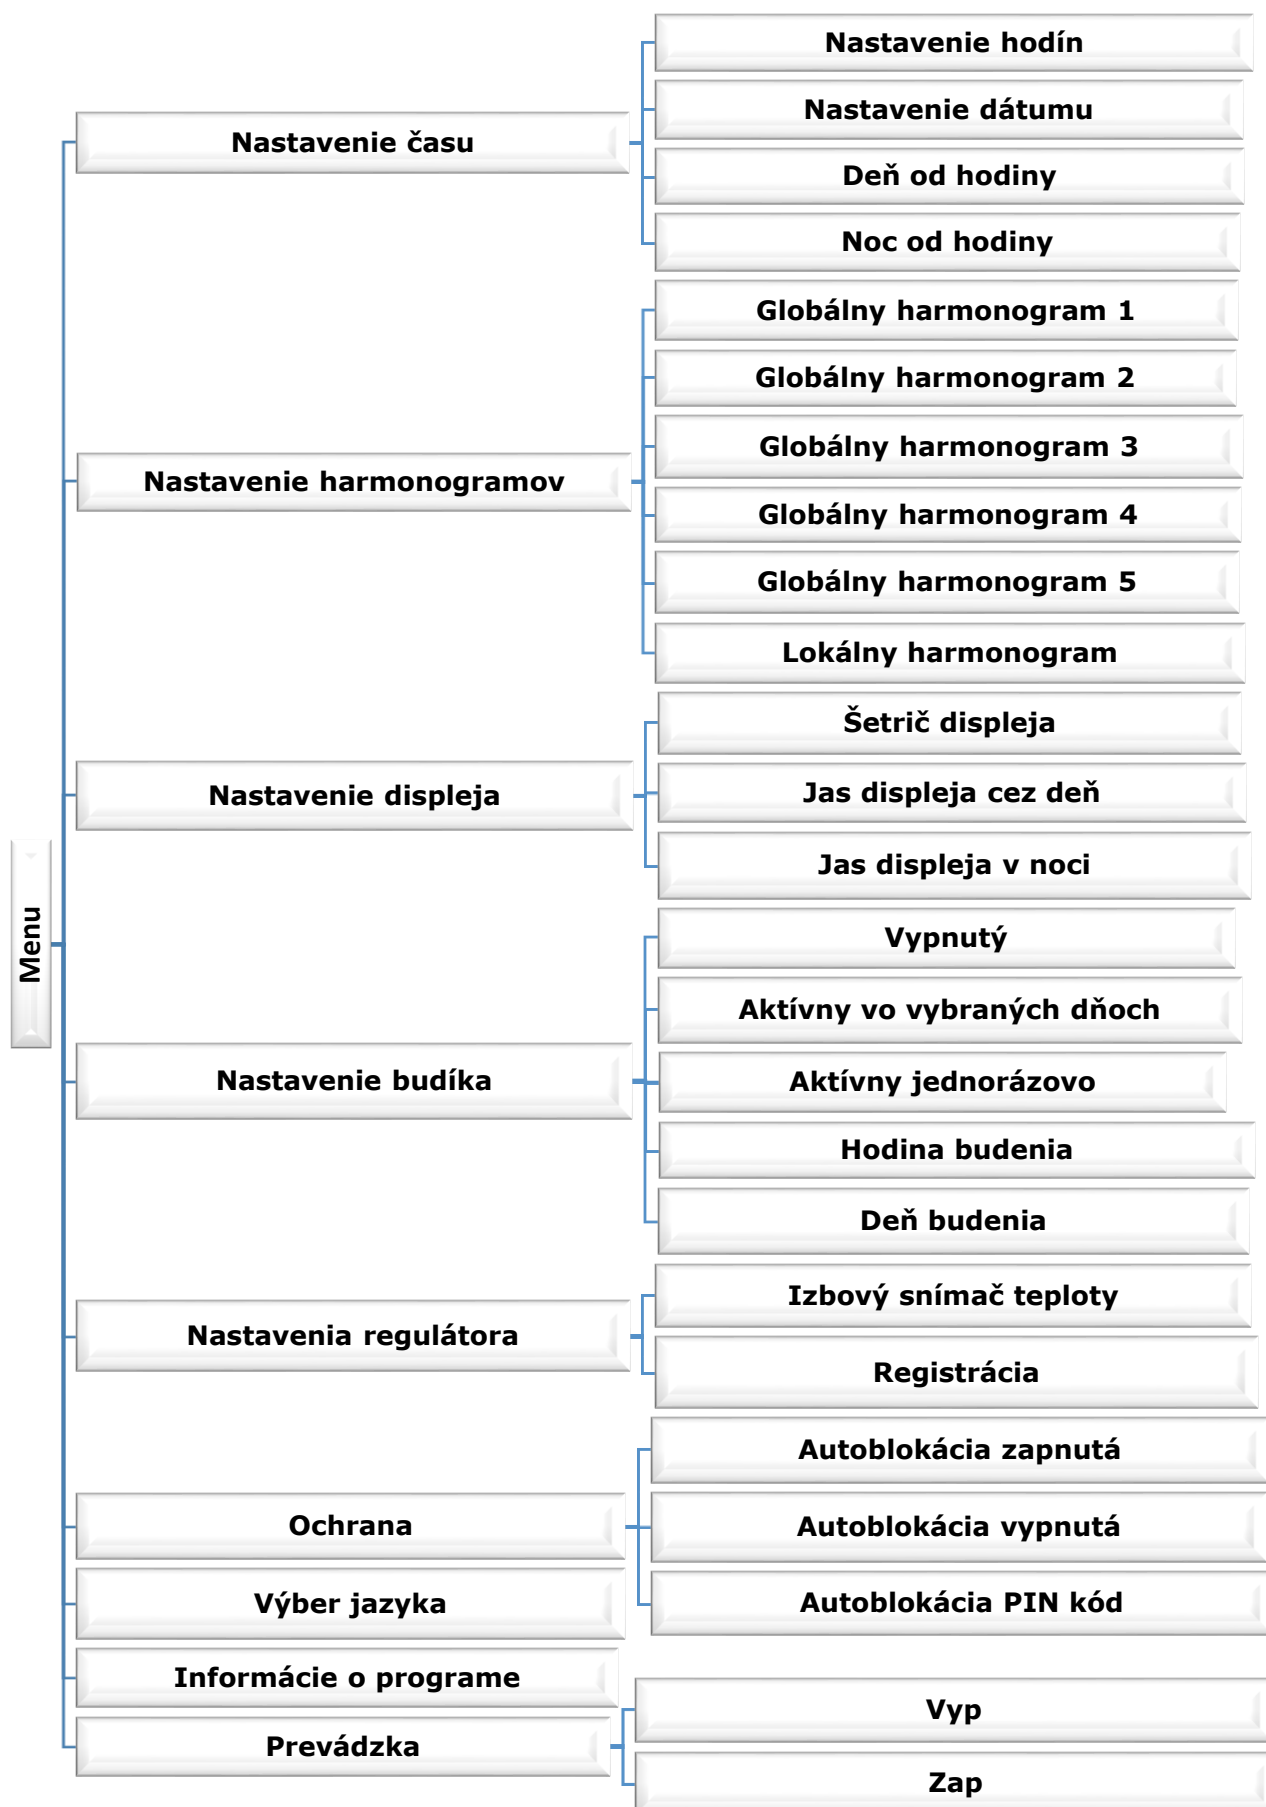 Menu
Nastavenie času
Nastavenie hodín
Nastavenie dátumu
Deň od hodiny
Noc od hodiny
Nastavenie harmonogramov
Globálny harmonogram 1
Globálny harmonogram 2
Globálny harmonogram 3
Globálny harmonogram 4
Globálny harmonogram 5
Lokálny harmonogram
Nastavenie displeja
Šetrič displeja
Jas displeja cez deň
Jas displeja v noci
Nastavenie budíka
Vypnutý
Aktívny vo vybraných dňoch
Aktívny jednorázovo
Hodina budenia
Deň budenia
Nastavenia regulátora
Izbový snímač teploty
Registrácia
Ochrana
Autoblokácia zapnutá
Autoblokácia vypnutá
Autoblokácia PIN kód
Výber jazyka
Informácie o programe
Prevádzka
Vyp
Zap